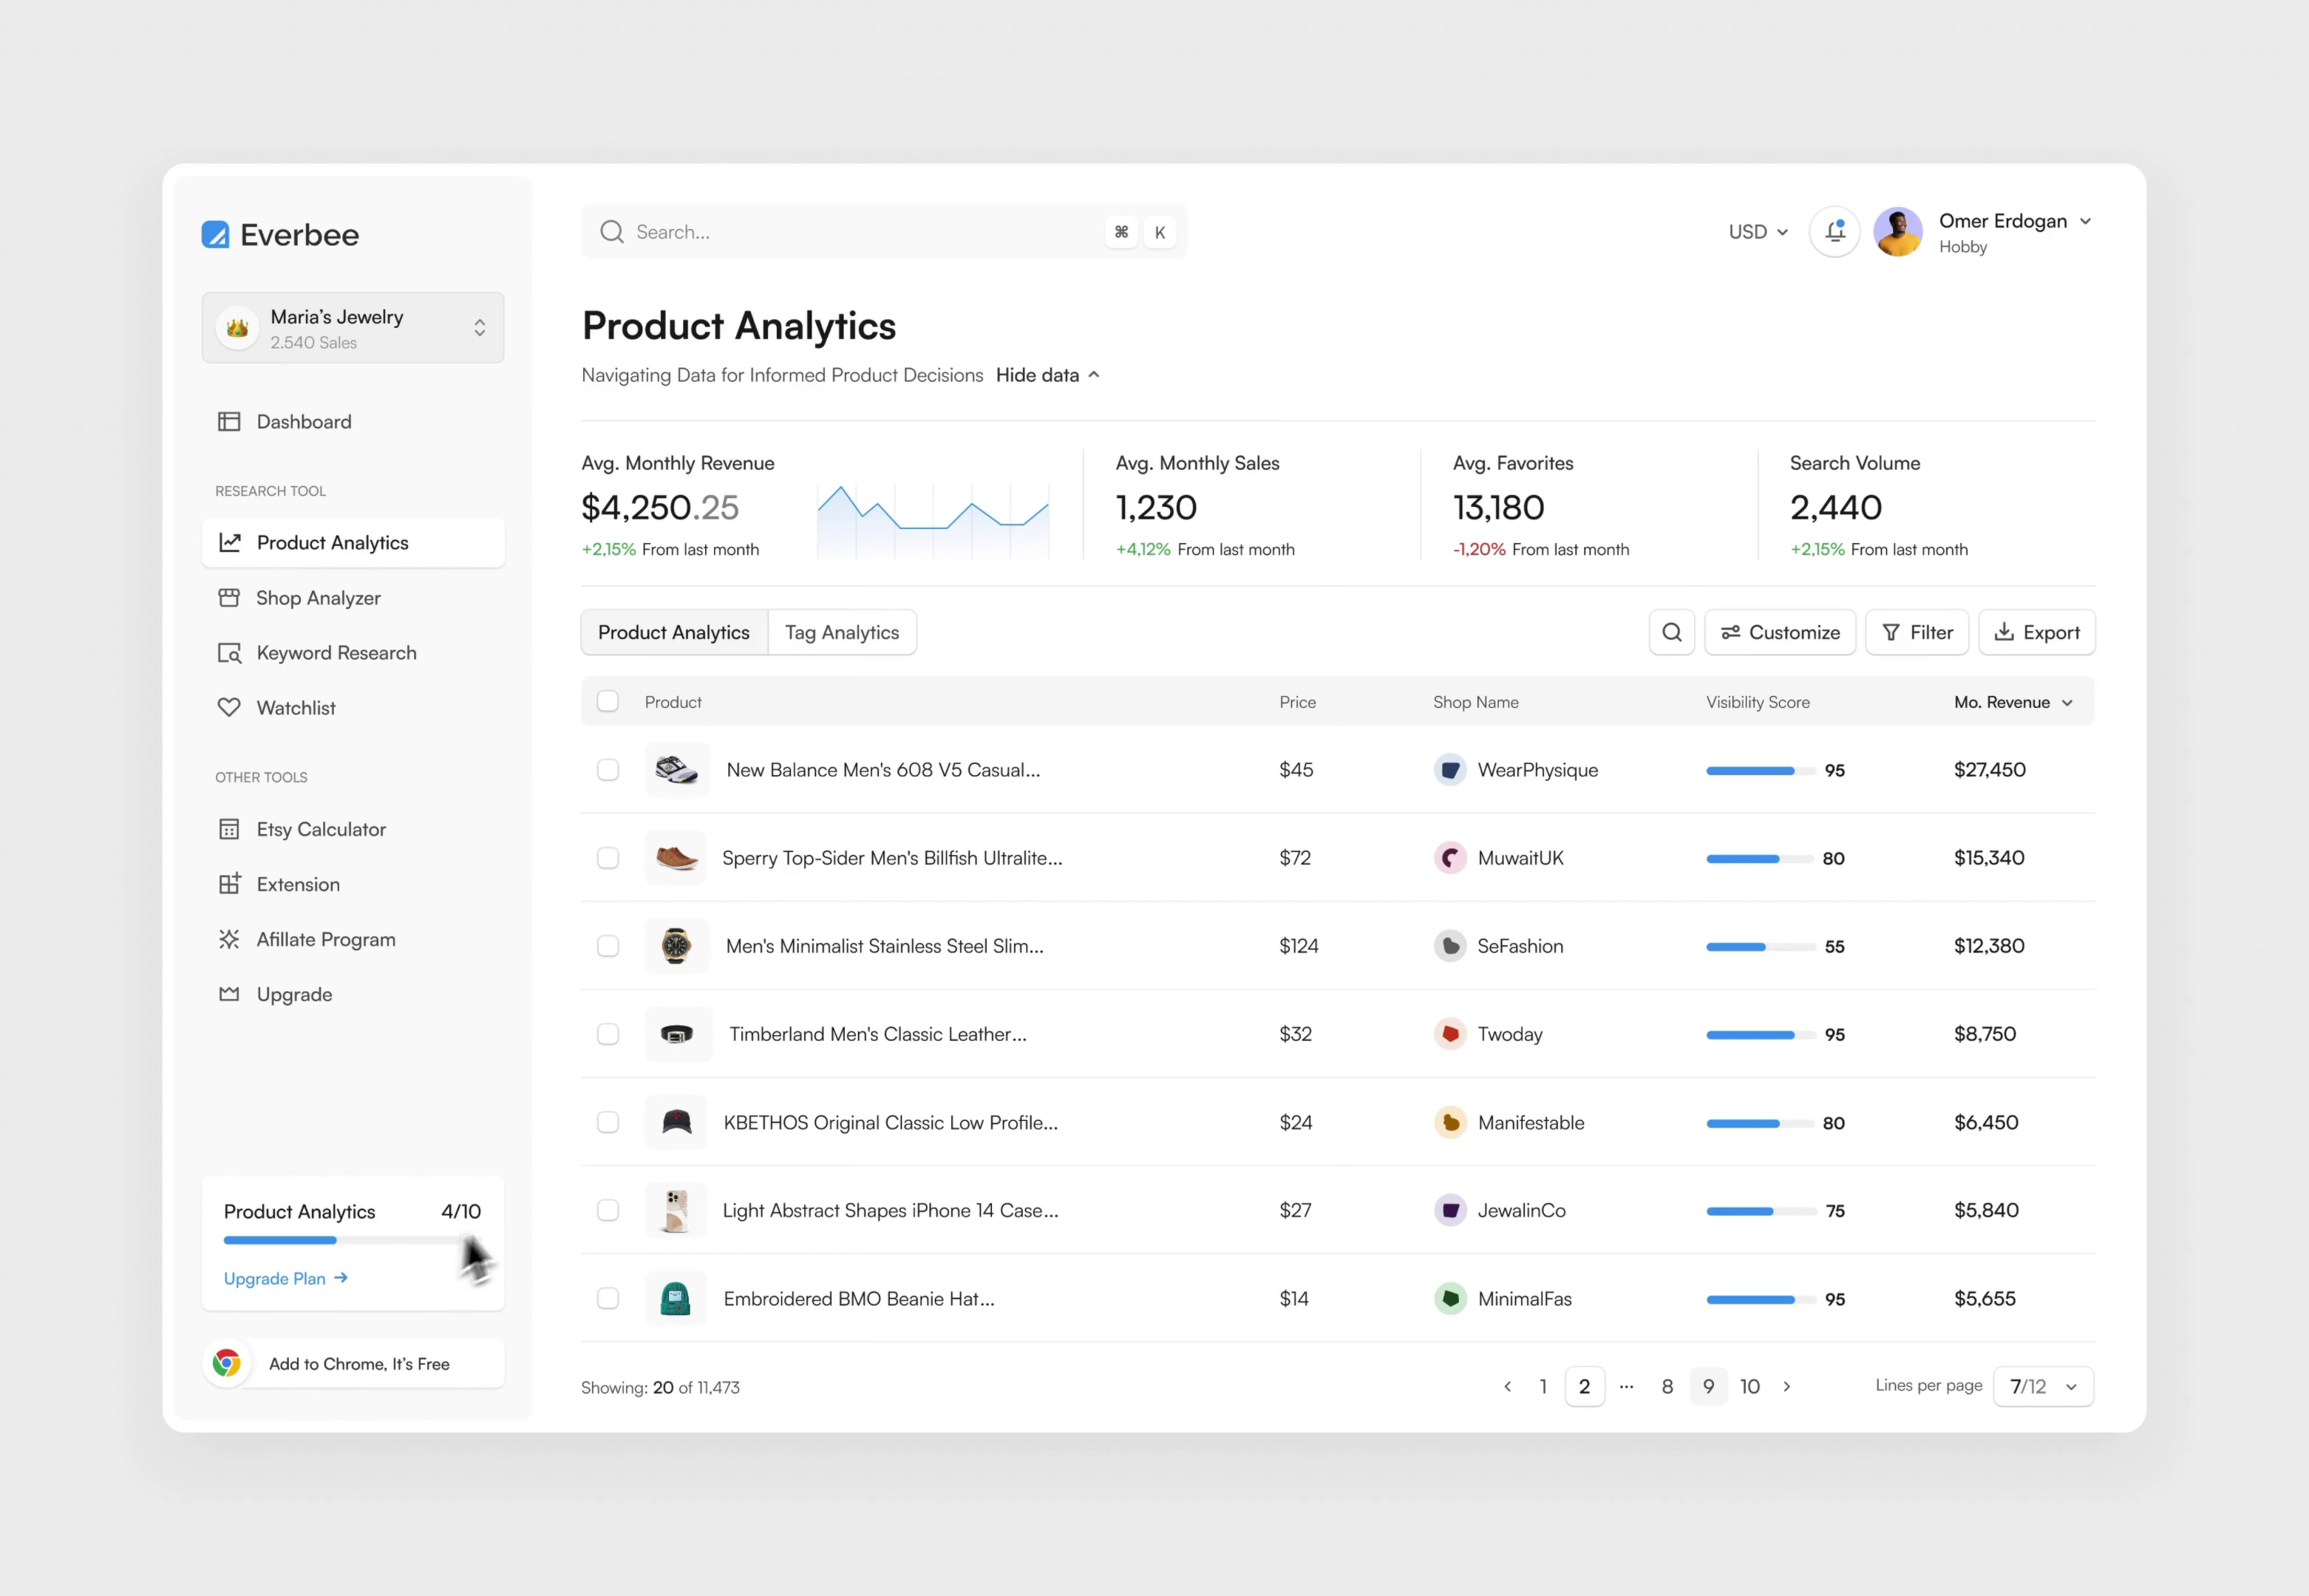 Everbee
Maria's Jewelry
2.540 Sales
Dashboard
RESEARCH TOOL
Product Analytics
Shop Analyzer
Keyword Research
Watchlist
OTHER TOOLS
Etsy Calculator
Extension
Afillate Program
Upgrade
Product Analytics 4/10
Upgrade Plan →
Add to Chrome, It's Free
Search... ⌘ K
USD
Omer Erdogan
Hobby
Product Analytics
Navigating Data for Informed Product Decisions Hide data
Avg. Monthly Revenue
$4,250.25
+2,15% From last month
Avg. Monthly Sales
1,230
+4,12% From last month
Avg. Favorites
13,180
-1,20% From last month
Search Volume
2,440
+2,15% From last month
Product Analytics Tag Analytics Customize Filter Export
Product Price Shop Name Visibility Score Mo. Revenue
New Balance Men's 608 V5 Casual... $45 WearPhysique 95 $27,450
Sperry Top-Sider Men's Billfish Ultralite... $72 MuwaitUK 80 $15,340
Men's Minimalist Stainless Steel Slim... $124 SeFashion 55 $12,380
Timberland Men's Classic Leather... $32 Twoday 95 $8,750
KBETHOS Original Classic Low Profile... $24 Manifestable 80 $6,450
Light Abstract Shapes iPhone 14 Case... $27 JewalinCo 75 $5,840
Embroidered BMO Beanie Hat... $14 MinimalFas 95 $5,655
Showing: 20 of 11,473 1 2 ... 8 9 10 Lines per page 7/12